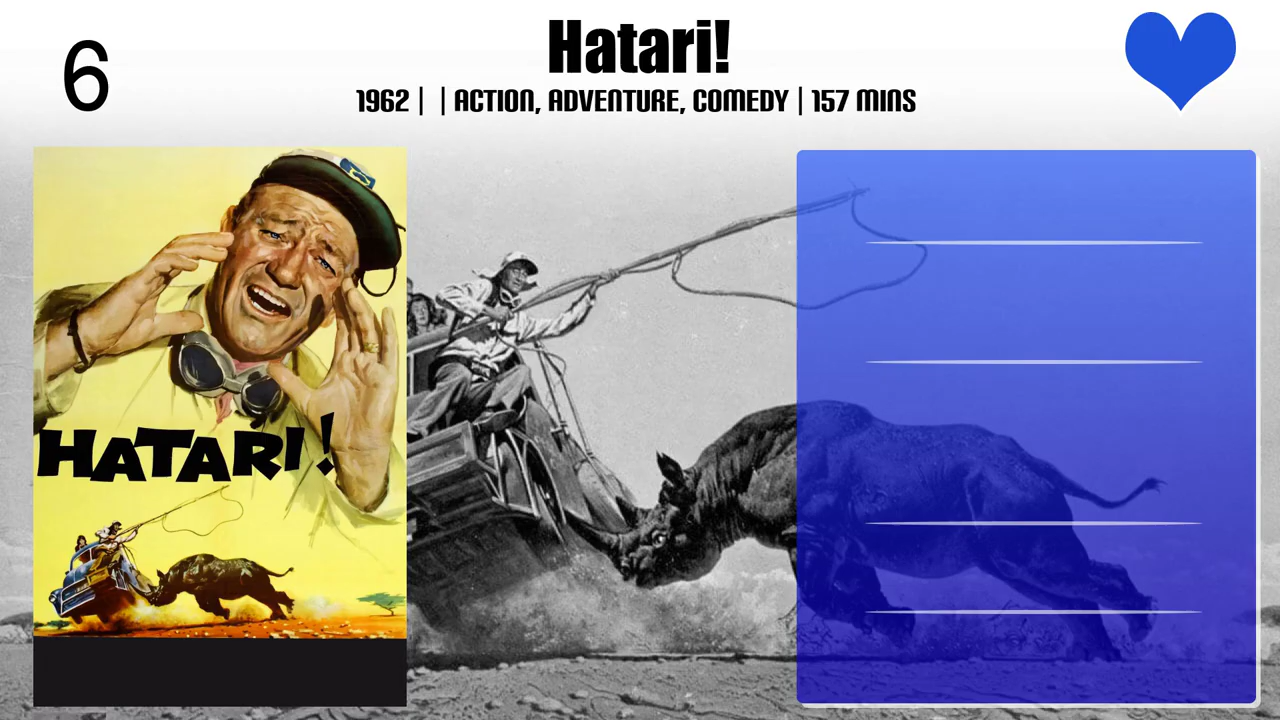 6
Hatari!
1962 | | ACTION, ADVENTURE, COMEDY | 157 MINS
HATARI!